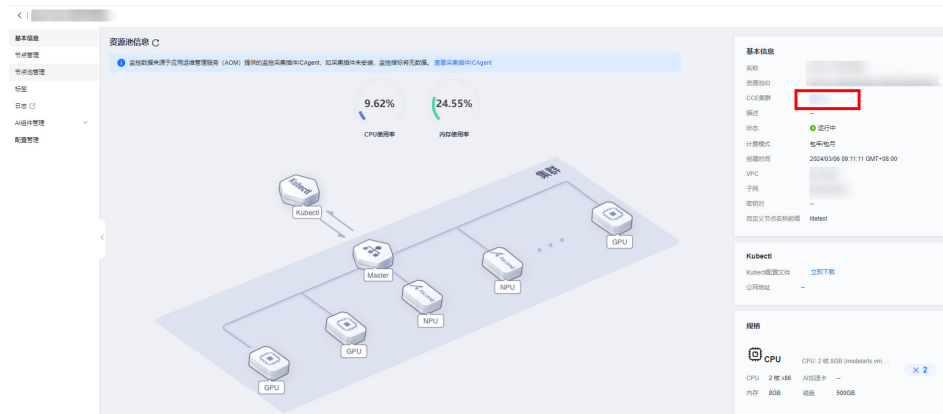 基本信息
节点管理
节点池管理
标签
日志
AI组件管理
配置管理
资源池信息
监控数据来源于应用运维管理服务（AOM）提供的监控采集插件ICAgent，如采集插件未安装，监控指标将无数据。 查看采集插件ICAgent
9.62%
CPU使用率
24.55%
内存使用率
集群
Kubectl
Kubectl
Master
GPU
Ascend
NPU
Ascend
NPU
GPU
GPU
基本信息
名称
资源池ID
CCE集群
描述 --
状态 运行中
计费模式 包年/包月
创建时间 2024/03/06 09:11:11 GMT+08:00
VPC
子网
密钥对 --
自定义节点名称前缀 litetest
Kubectl
Kubectl配置文件 立即下载
公网地址 --
规格
CPU CPU: 2 核 8GB (modelarts.vm....
CPU 2 核 x86 AI加速卡 --
内存 8GB 磁盘 500GB
× 2